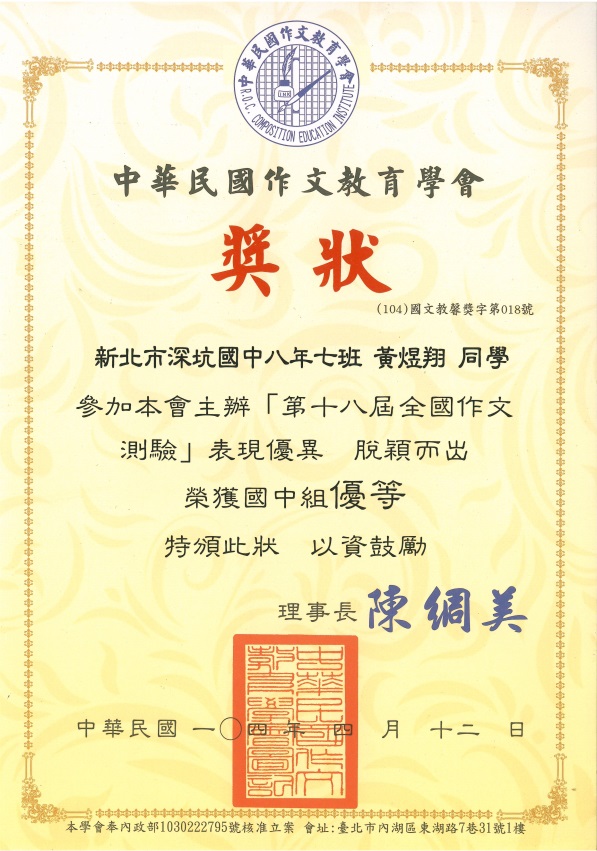 中華民國作文教育學會
R.O.C. COMPOSITION EDUCATION INSTITUTE
中華民國作文教育學會
獎狀
(104)國文教馨獎字第018號
新北市深坑國中八年七班 黃煜翔 同學
參加本會主辦「第十八屆全國作文
測驗」表現優異 脫穎而出
榮獲國中組優等
特頒此狀 以資鼓勵
理事長 陳綢美
中華民國作文教育學會圖記
中華民國 一〇四 年 四 月 十二 日
本學會奉內政部1030222795號核准立案 會址:臺北市內湖區東湖路7巷31號1樓